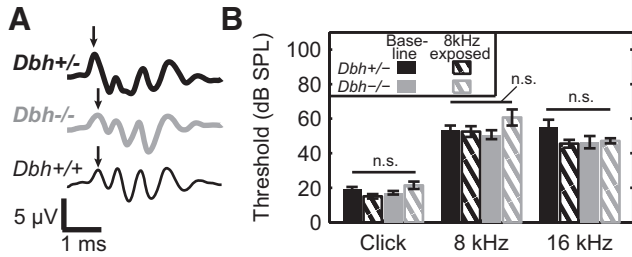 A
Dbh+/-
Dbh-/-
Dbh+/+
5 µV
1 ms
B
Threshold (dB SPL)
100
80
60
40
20
0
Base-
line
8kHz
exposed
Dbh+/−
Dbh−/−
n.s.
n.s.
n.s.
Click
8 kHz
16 kHz